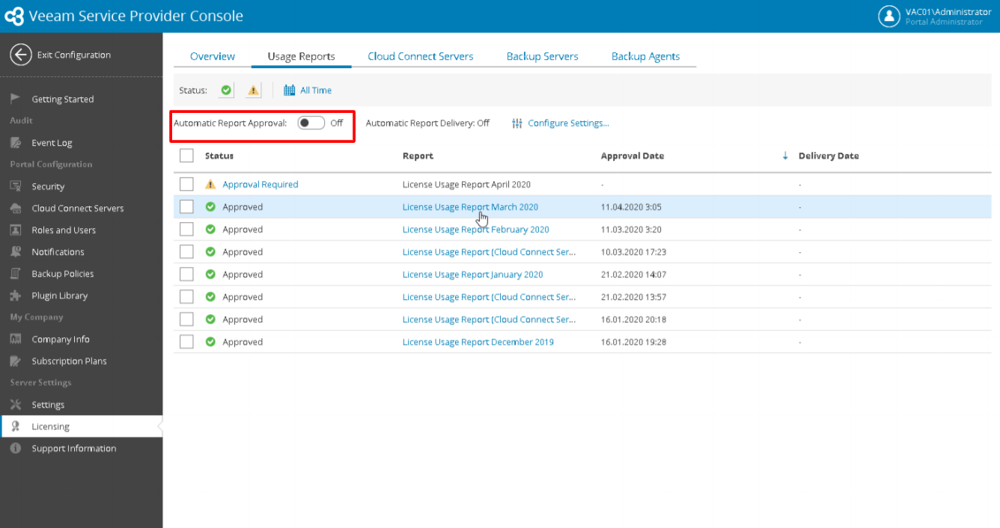 Veeam Service Provider Console
VAC01\Administrator
Portal Administrator
Exit Configuration
Getting Started
Audit
Event Log
Portal Configuration
Security
Cloud Connect Servers
Roles and Users
Notifications
Backup Policies
Plugin Library
My Company
Company Info
Subscription Plans
Server Settings
Settings
Licensing
Support Information
Overview Usage Reports Cloud Connect Servers Backup Servers Backup Agents
Status: All Time
Automatic Report Approval: Off Automatic Report Delivery: Off Configure Settings...
Status Report Approval Date ↓ Delivery Date
Approval Required License Usage Report April 2020 - -
Approved License Usage Report March 2020 11.04.2020 3:05 -
Approved License Usage Report February 2020 11.03.2020 3:20 -
Approved License Usage Report (Cloud Connect Ser... 10.03.2020 17:23 -
Approved License Usage Report January 2020 21.02.2020 14:07 -
Approved License Usage Report (Cloud Connect Ser... 21.02.2020 13:57 -
Approved License Usage Report (Cloud Connect Ser... 16.01.2020 20:18 -
Approved License Usage Report December 2019 16.01.2020 19:28 -